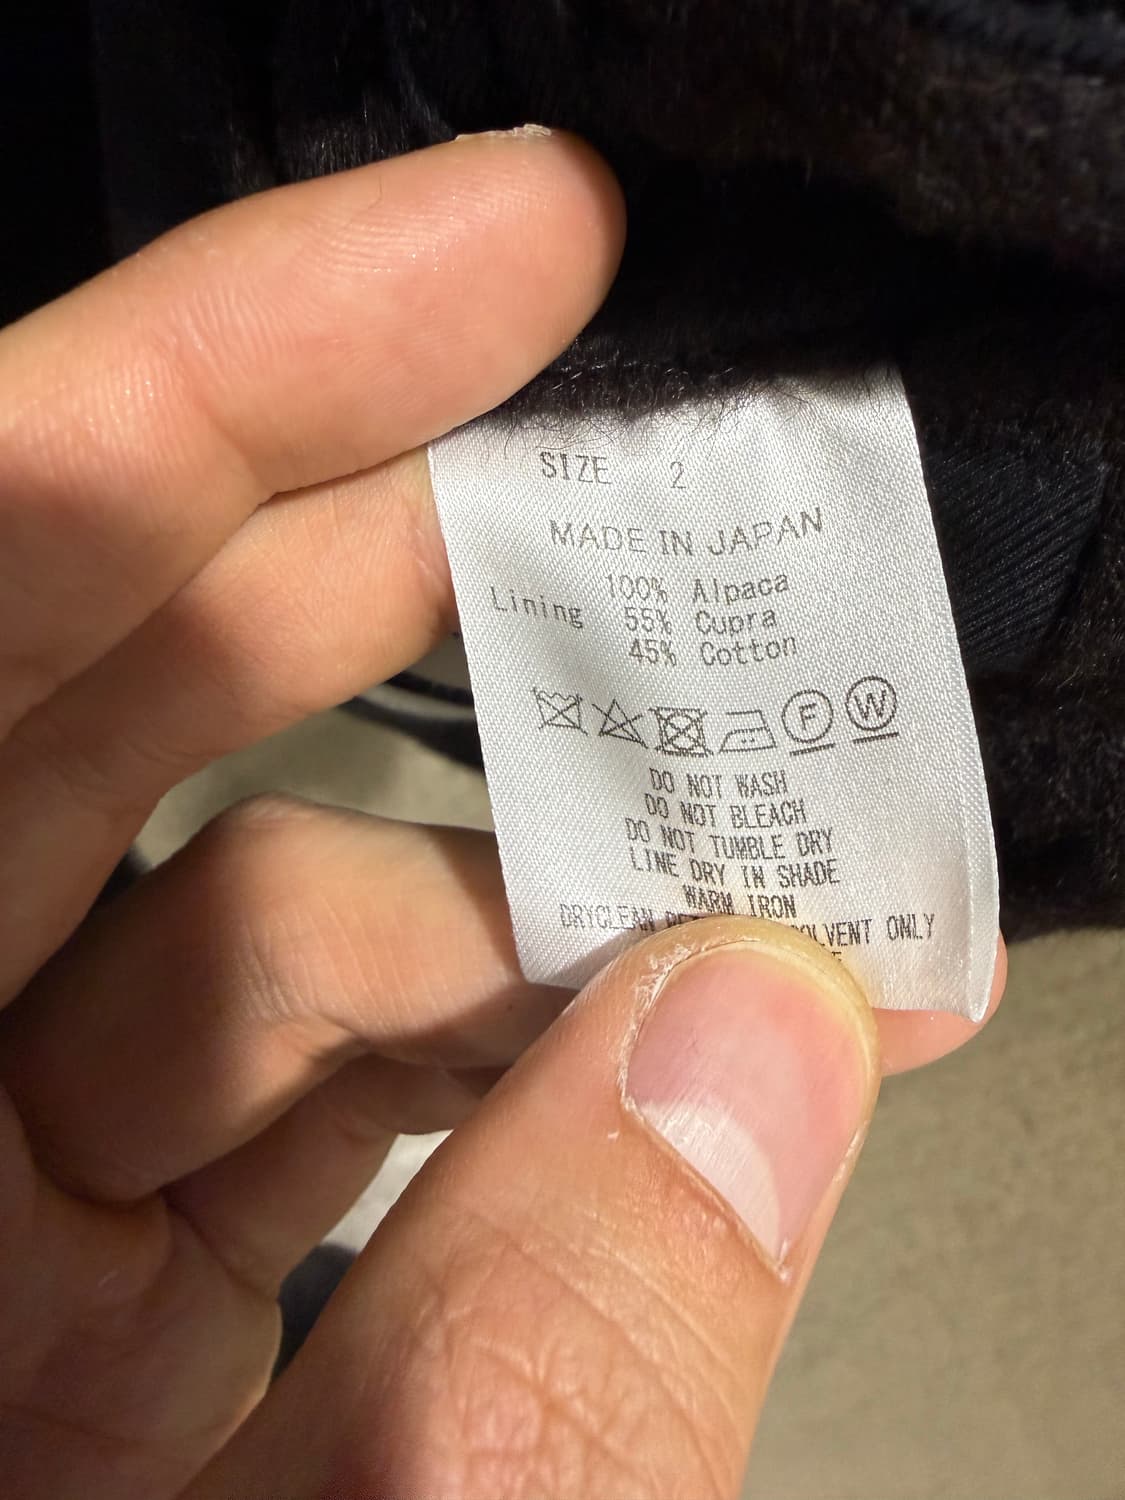 SIZE 2
MADE IN JAPAN
100% Alpaca
Lining 55% Cupra
45% Cotton
F W
DO NOT WASH
DO NOT BLEACH
DO NOT TUMBLE DRY
LINE DRY IN SHADE
WARM IRON
DRYCLEAN ONLY